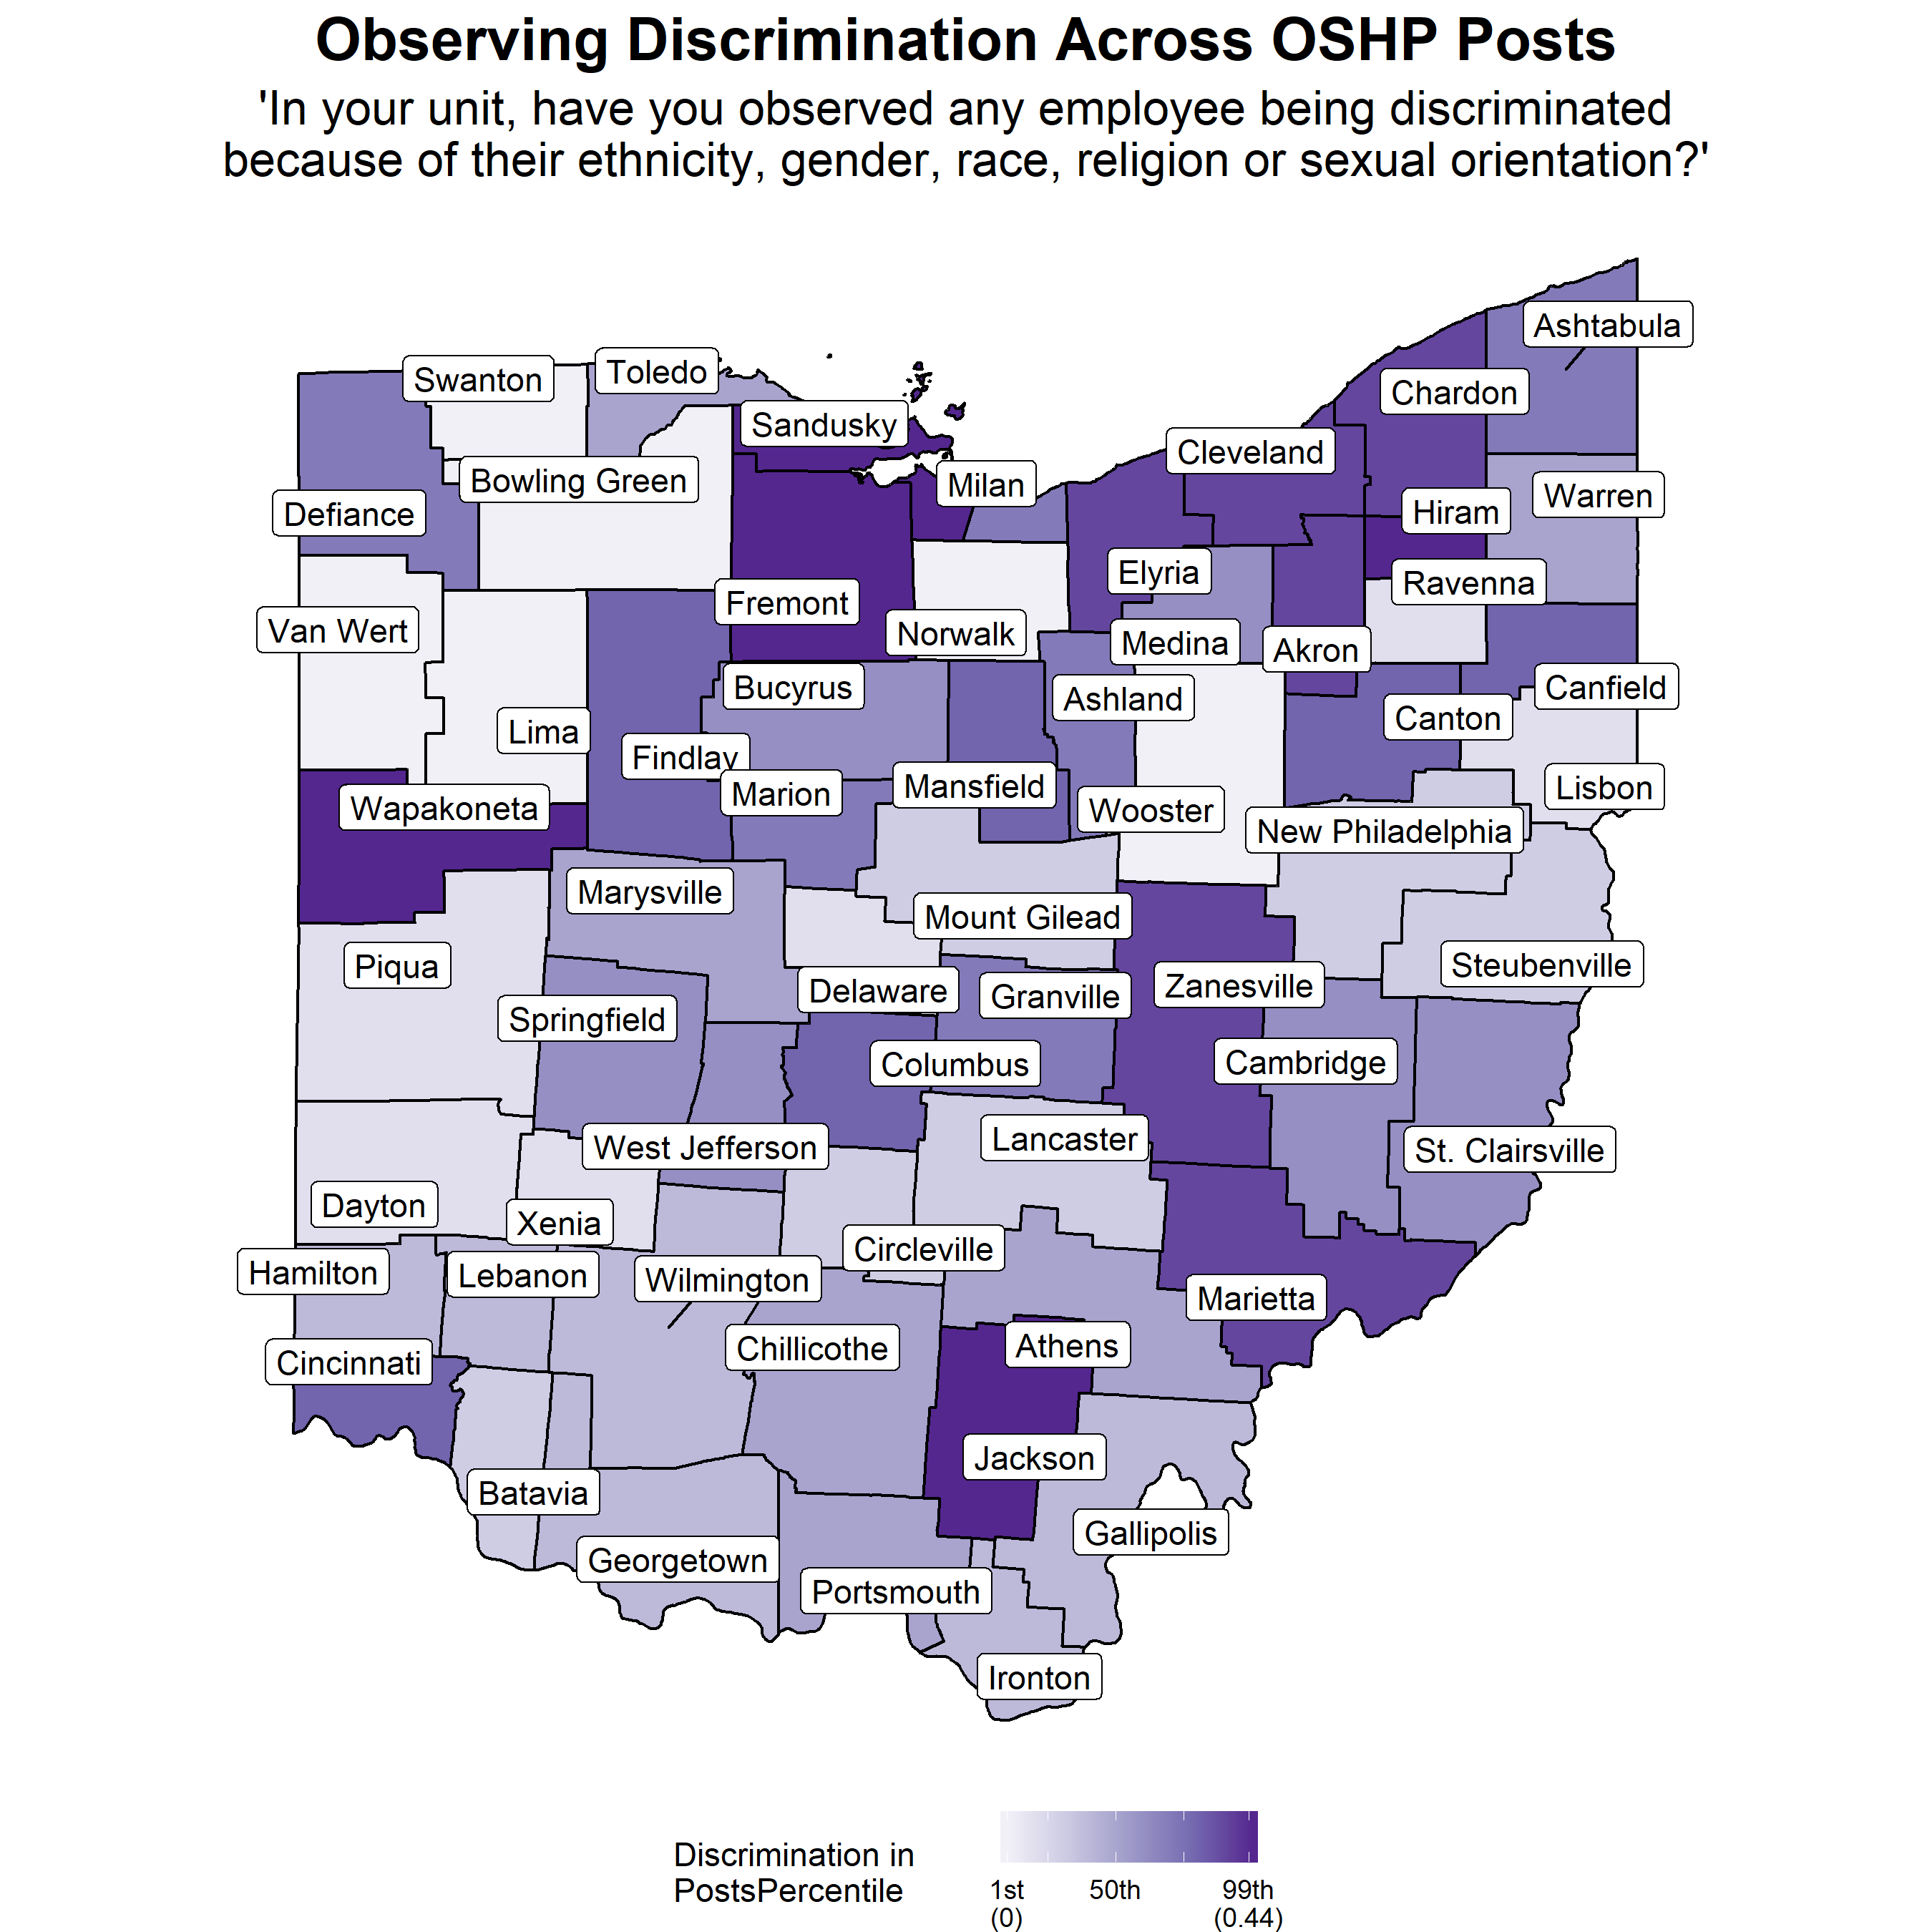 Observing Discrimination Across OSHP Posts
'In your unit, have you observed any employee being discriminated
because of their ethnicity, gender, race, religion or sexual orientation?'
Ashtabula
Swanton
Toledo
Chardon
Sandusky
Cleveland
Bowling Green
Milan
Warren
Defiance
Hiram
Elyria
Ravenna
Fremont
Van Wert
Norwalk
Medina
Akron
Bucyrus
Ashland
Canfield
Lima
Canton
Findlay
Marion
Mansfield
Lisbon
Wapakoneta
Wooster
New Philadelphia
Marysville
Mount Gilead
Piqua
Steubenville
Delaware
Granville
Zanesville
Springfield
Columbus
Cambridge
West Jefferson
Lancaster
St. Clairsville
Dayton
Xenia
Circleville
Hamilton
Lebanon
Wilmington
Marietta
Cincinnati
Chillicothe
Athens
Jackson
Batavia
Gallipolis
Georgetown
Portsmouth
Ironton
Discrimination in
PostsPercentile
1st 50th 99th
(0) (0.44)